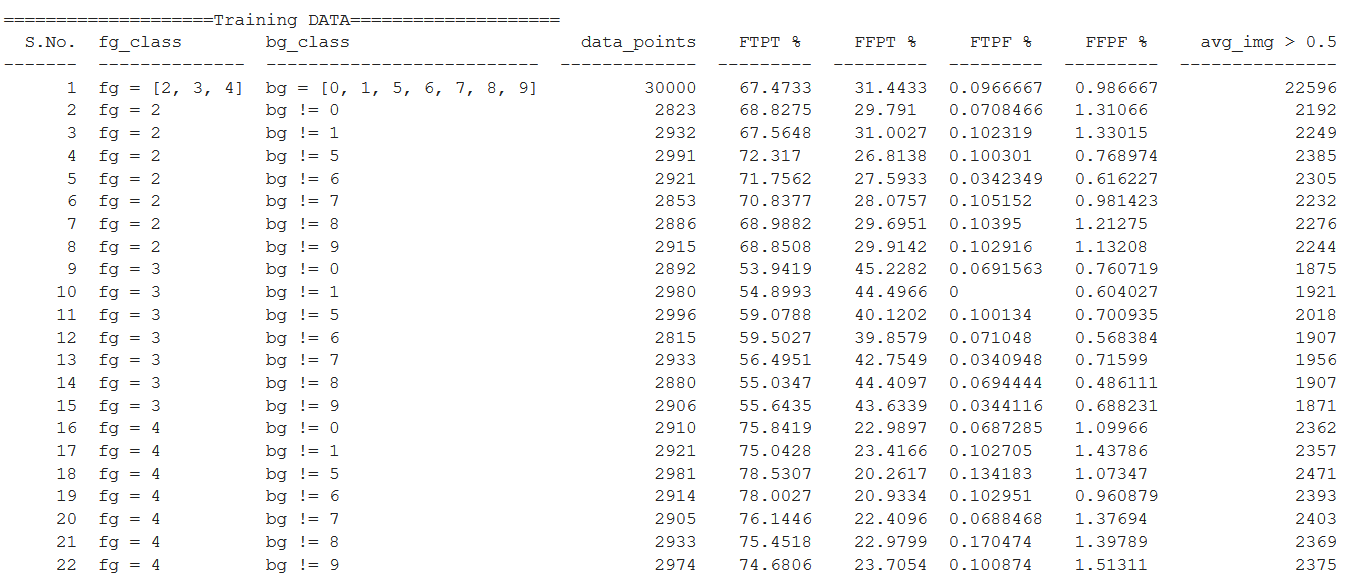 ====================Training DATA====================
S.No. fg_class bg_class data_points FTPT % FFPT % FTPF % FFPF % avg_img > 0.5
------- -------------- -------------------------- ------------- --------- --------- --------- --------- ---------------
1 fg = [2, 3, 4] bg = [0, 1, 5, 6, 7, 8, 9] 30000 67.4733 31.4433 0.0966667 0.986667 22596
2 fg = 2 bg != 0 2823 68.8275 29.791 0.0708466 1.31066 2192
3 fg = 2 bg != 1 2932 67.5648 31.0027 0.102319 1.33015 2249
4 fg = 2 bg != 5 2991 72.317 26.8138 0.100301 0.768974 2385
5 fg = 2 bg != 6 2921 71.7562 27.5933 0.0342349 0.616227 2305
6 fg = 2 bg != 7 2853 70.8377 28.0757 0.105152 0.981423 2232
7 fg = 2 bg != 8 2886 68.9882 29.6951 0.10395 1.21275 2276
8 fg = 2 bg != 9 2915 68.8508 29.9142 0.102916 1.13208 2244
9 fg = 3 bg != 0 2892 53.9419 45.2282 0.0691563 0.760719 1875
10 fg = 3 bg != 1 2980 54.8993 44.4966 0 0.604027 1921
11 fg = 3 bg != 5 2996 59.0788 40.1202 0.100134 0.700935 2018
12 fg = 3 bg != 6 2815 59.5027 39.8579 0.071048 0.568384 1907
13 fg = 3 bg != 7 2933 56.4951 42.7549 0.0340948 0.71599 1956
14 fg = 3 bg != 8 2880 55.0347 44.4097 0.0694444 0.486111 1907
15 fg = 3 bg != 9 2906 55.6435 43.6339 0.0344116 0.688231 1871
16 fg = 4 bg != 0 2910 75.8419 22.9897 0.0687285 1.09966 2362
17 fg = 4 bg != 1 2921 75.0428 23.4166 0.102705 1.43786 2357
18 fg = 4 bg != 5 2981 78.5307 20.2617 0.134183 1.07347 2471
19 fg = 4 bg != 6 2914 78.0027 20.9334 0.102951 0.960879 2393
20 fg = 4 bg != 7 2905 76.1446 22.4096 0.0688468 1.37694 2403
21 fg = 4 bg != 8 2933 75.4518 22.9799 0.170474 1.39789 2369
22 fg = 4 bg != 9 2974 74.6806 23.7054 0.100874 1.51311 2375